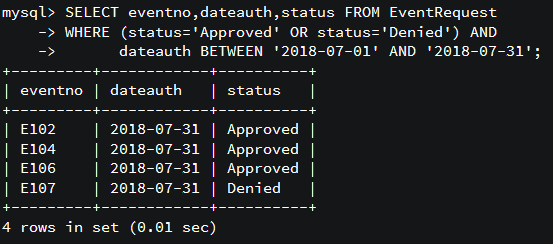 mysql> SELECT eventno,dateauth,status FROM EventRequest
    -> WHERE (status='Approved' OR status='Denied') AND
    ->       dateauth BETWEEN '2018-07-01' AND '2018-07-31';
+---------+------------+----------+
| eventno | dateauth   | status   |
+---------+------------+----------+
| E102    | 2018-07-31 | Approved |
| E104    | 2018-07-31 | Approved |
| E106    | 2018-07-31 | Approved |
| E107    | 2018-07-31 | Denied   |
+---------+------------+----------+
4 rows in set (0.01 sec)